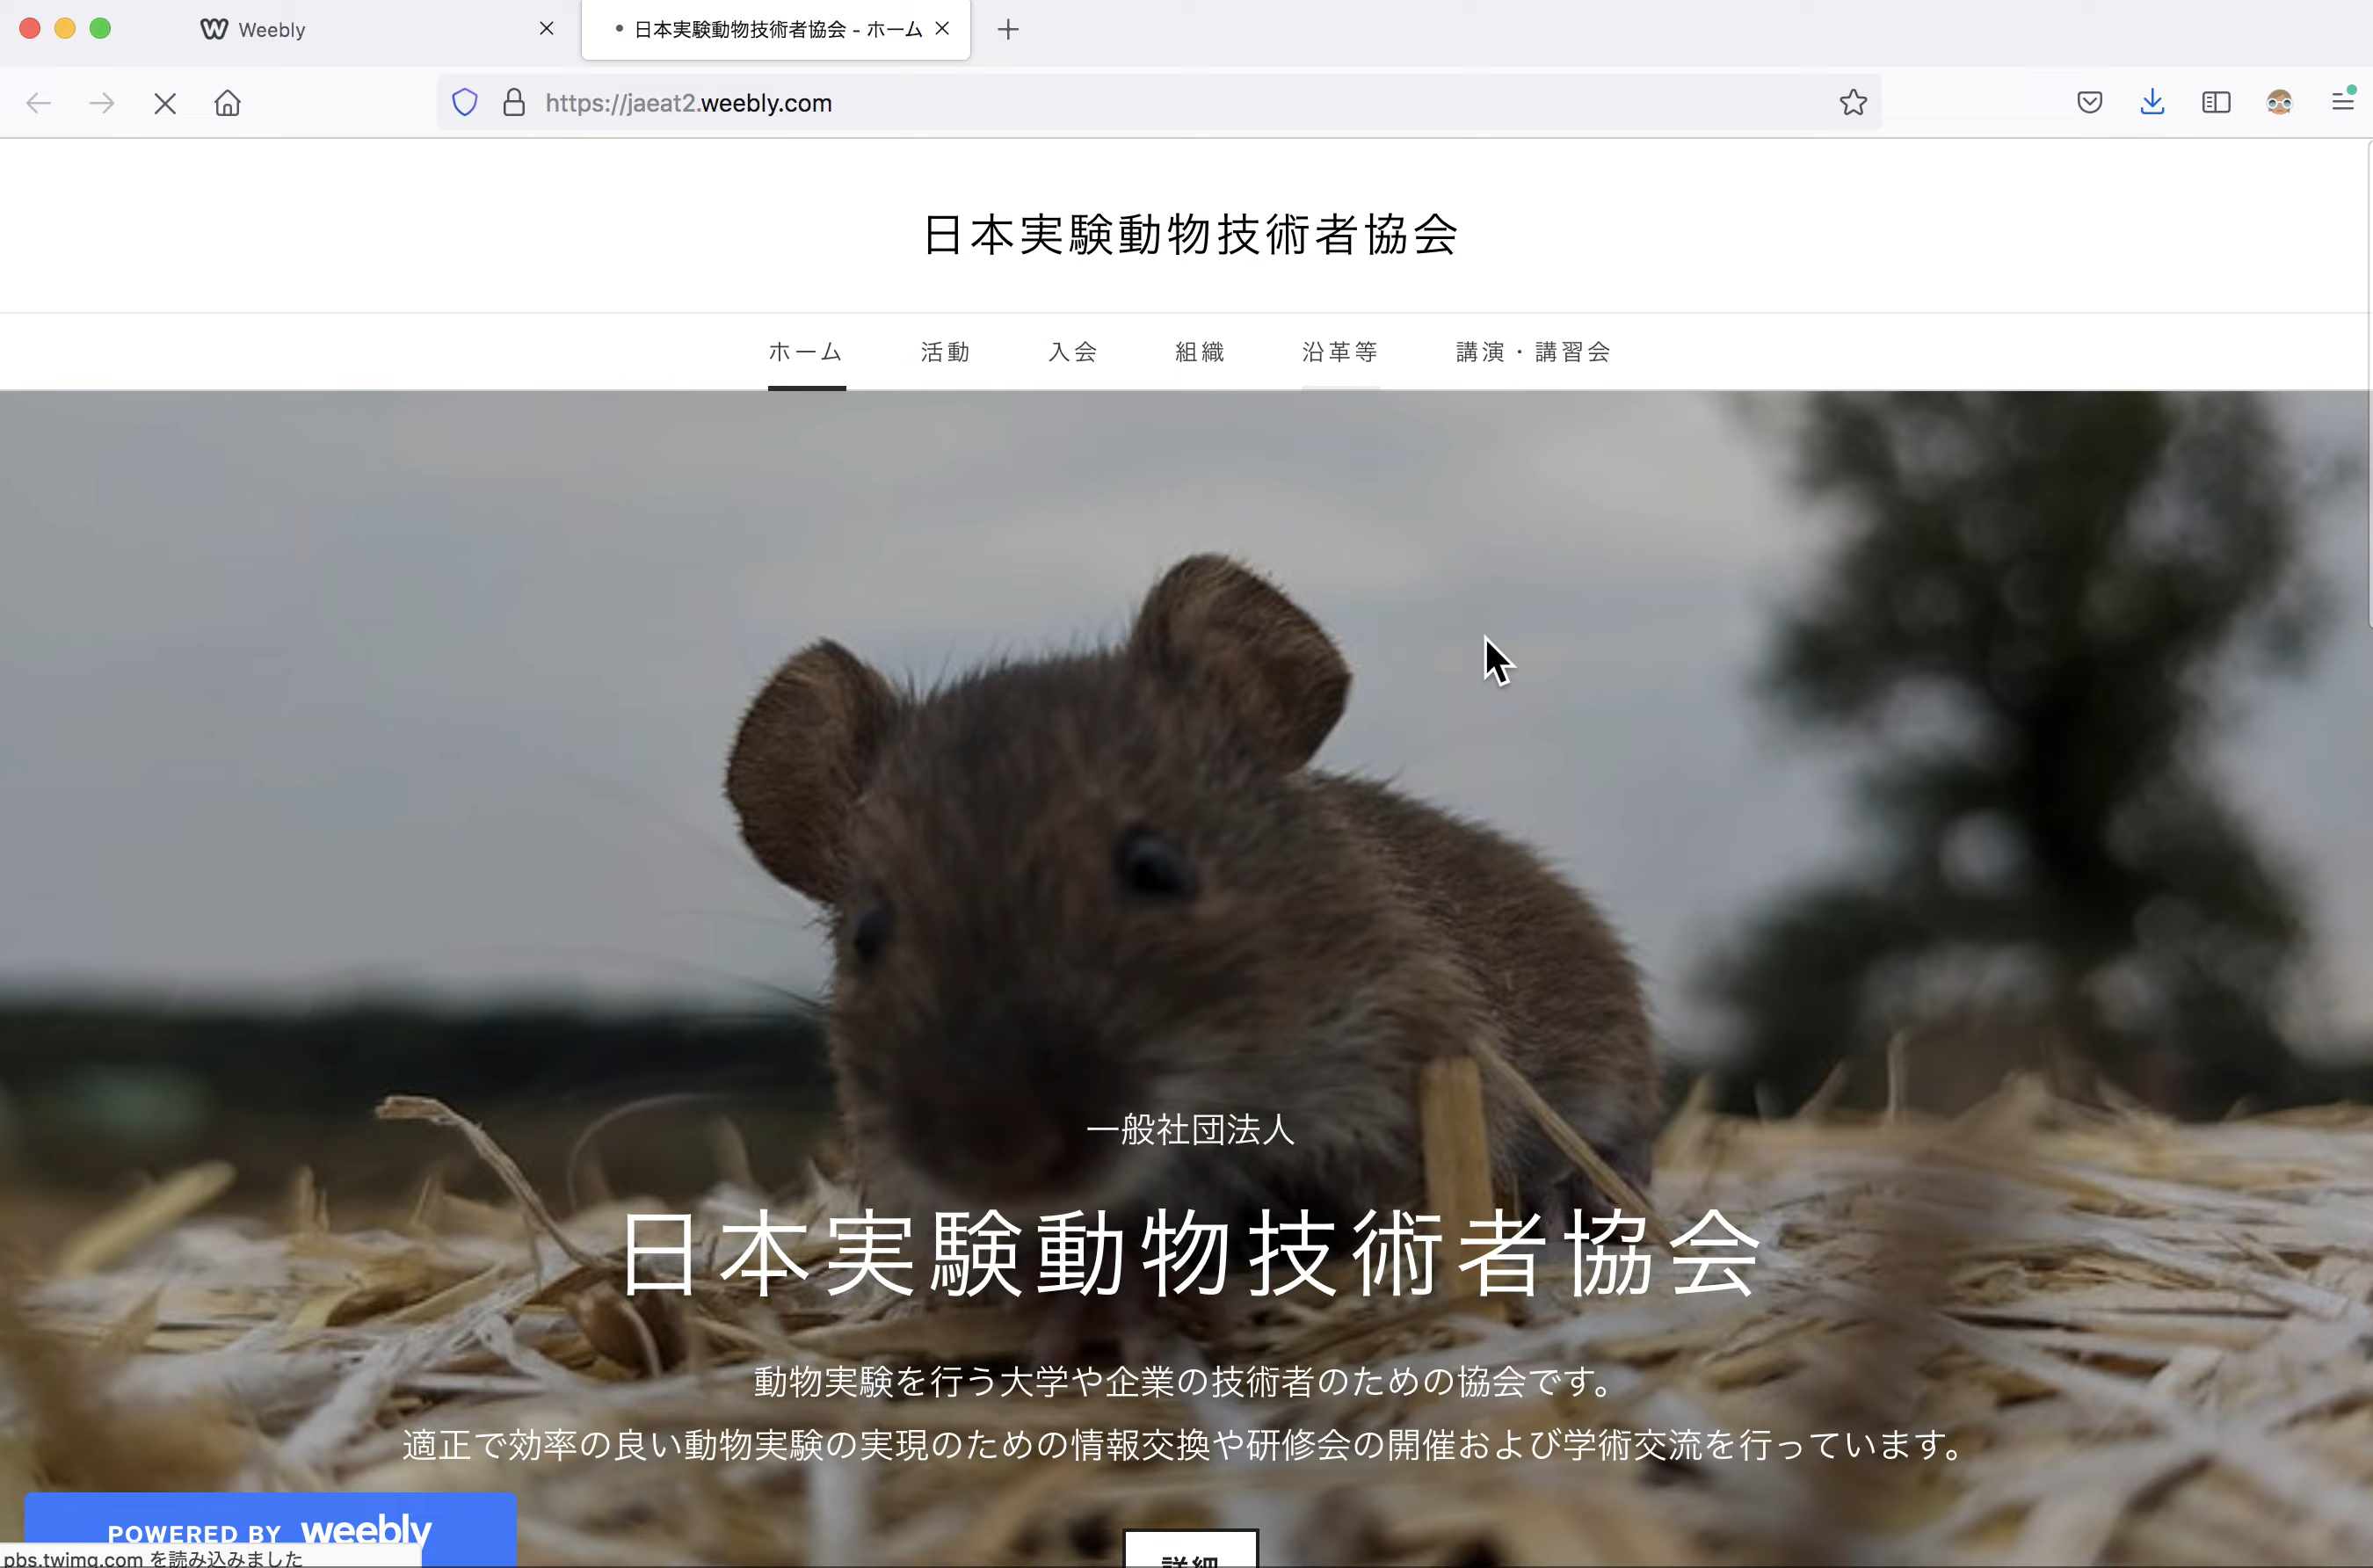 Weebly
日本実験動物技術者協会 - ホーム
https://jaeat2.weebly.com
日本実験動物技術者協会
ホーム 活動 入会 組織 沿革等 講演・講習会
一般社団法人
日本実験動物技術者協会
動物実験を行う大学や企業の技術者のための協会です。
適正で効率の良い動物実験の実現のための情報交換や研修会の開催および学術交流を行っています。
POWERED BY weebly
詳細
pbs.twimg.com を読み込みました